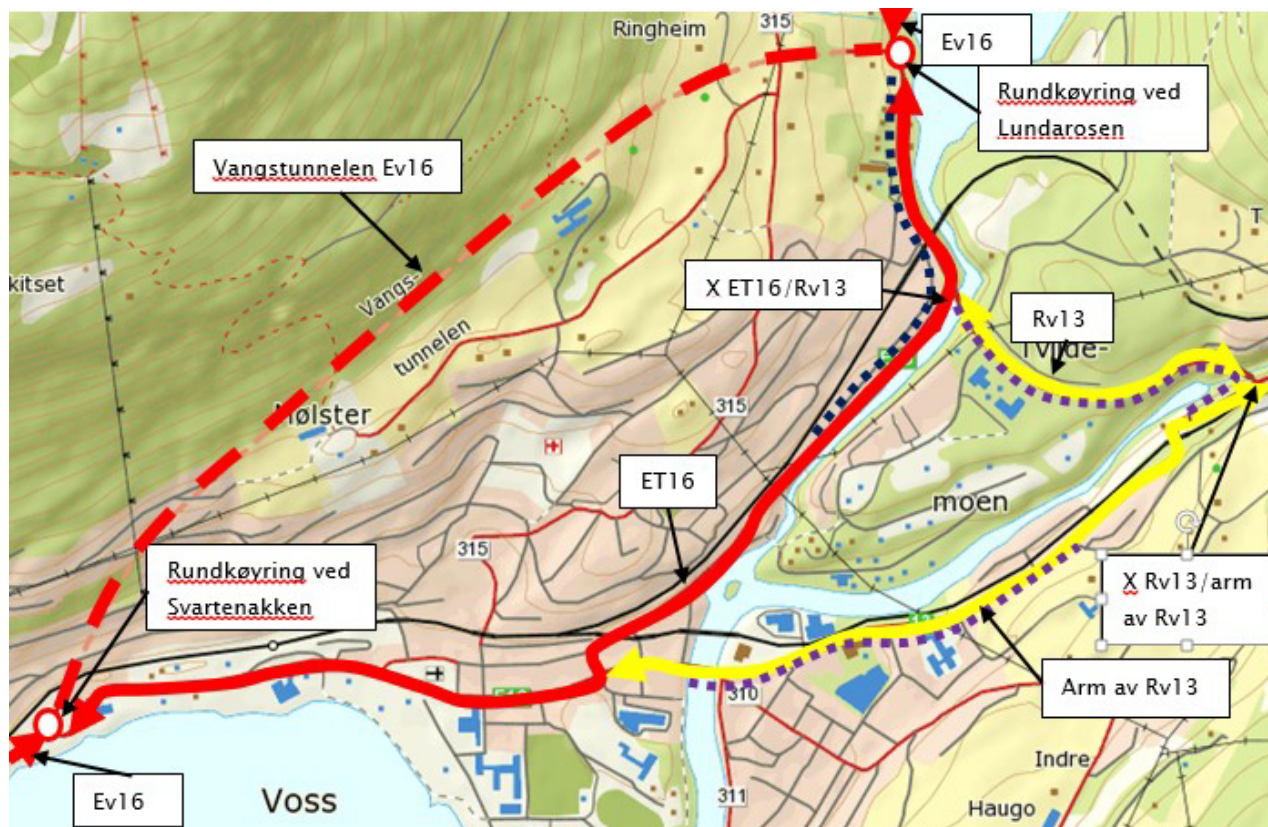 Ringheim
315
Ev16
Rundkøyring ved
Lundarosen
Vangstunnelen Ev16
kitset
Vangs-
tunnelen
X ET16/Rv13
Rv13
T
Tvilde-
Mølster
315
ET16
moen
315
Rundkøyring ved
Svartenakken
X Rv13/arm
av Rv13
310
Arm av Rv13
Indre
Ev16
Voss
311
Haugo